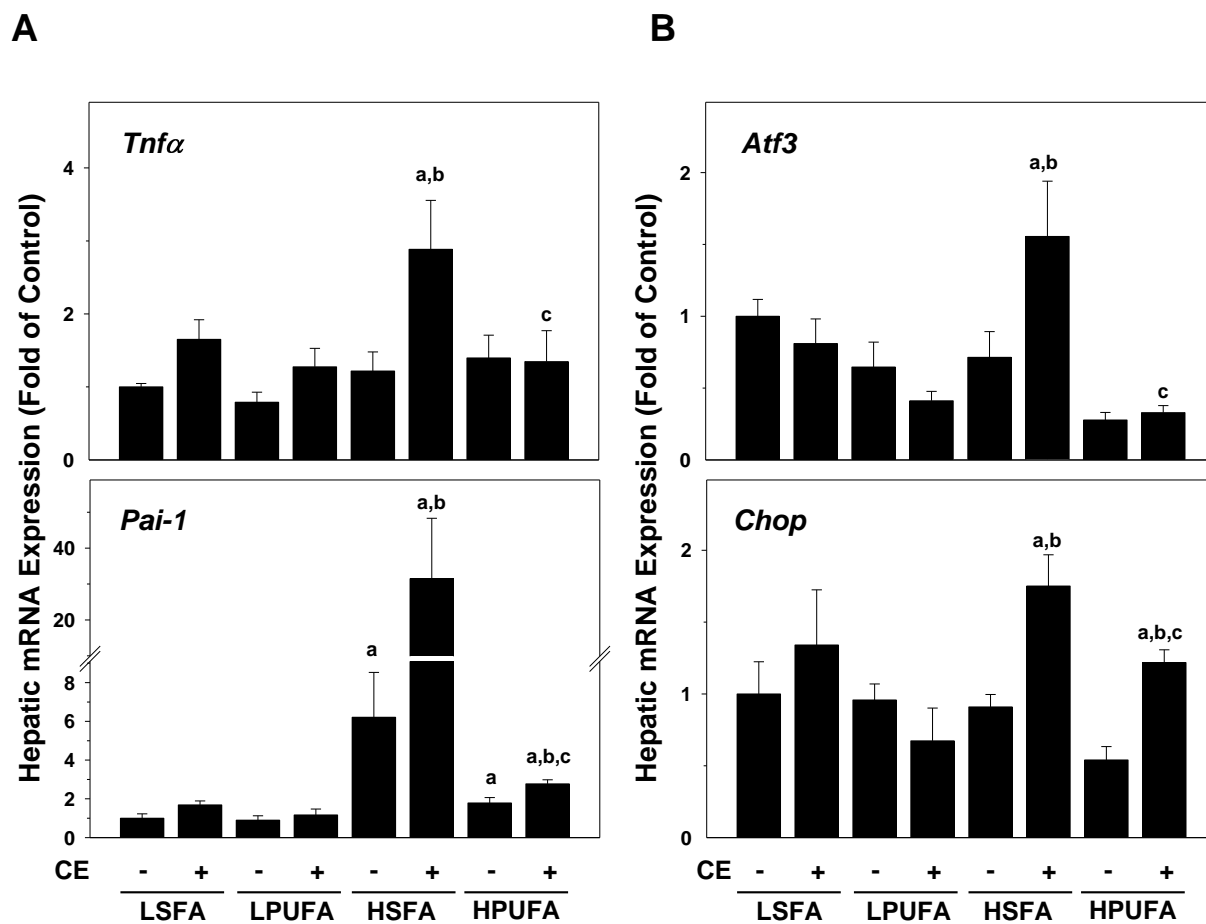 A
B
Hepatic mRNA Expression (Fold of Control)
Tnfα
4
2
0
a,b
c
Pai-1
40
20
8
6
4
2
0
a
a,b
a
a,b,c
CE - + - + - + - +
LSFA LPUFA HSFA HPUFA
Hepatic mRNA Expression (Fold of Control)
Atf3
2
1
0
a,b
c
Chop
2
1
0
a,b
a,b,c
CE - + - + - + - +
LSFA LPUFA HSFA HPUFA